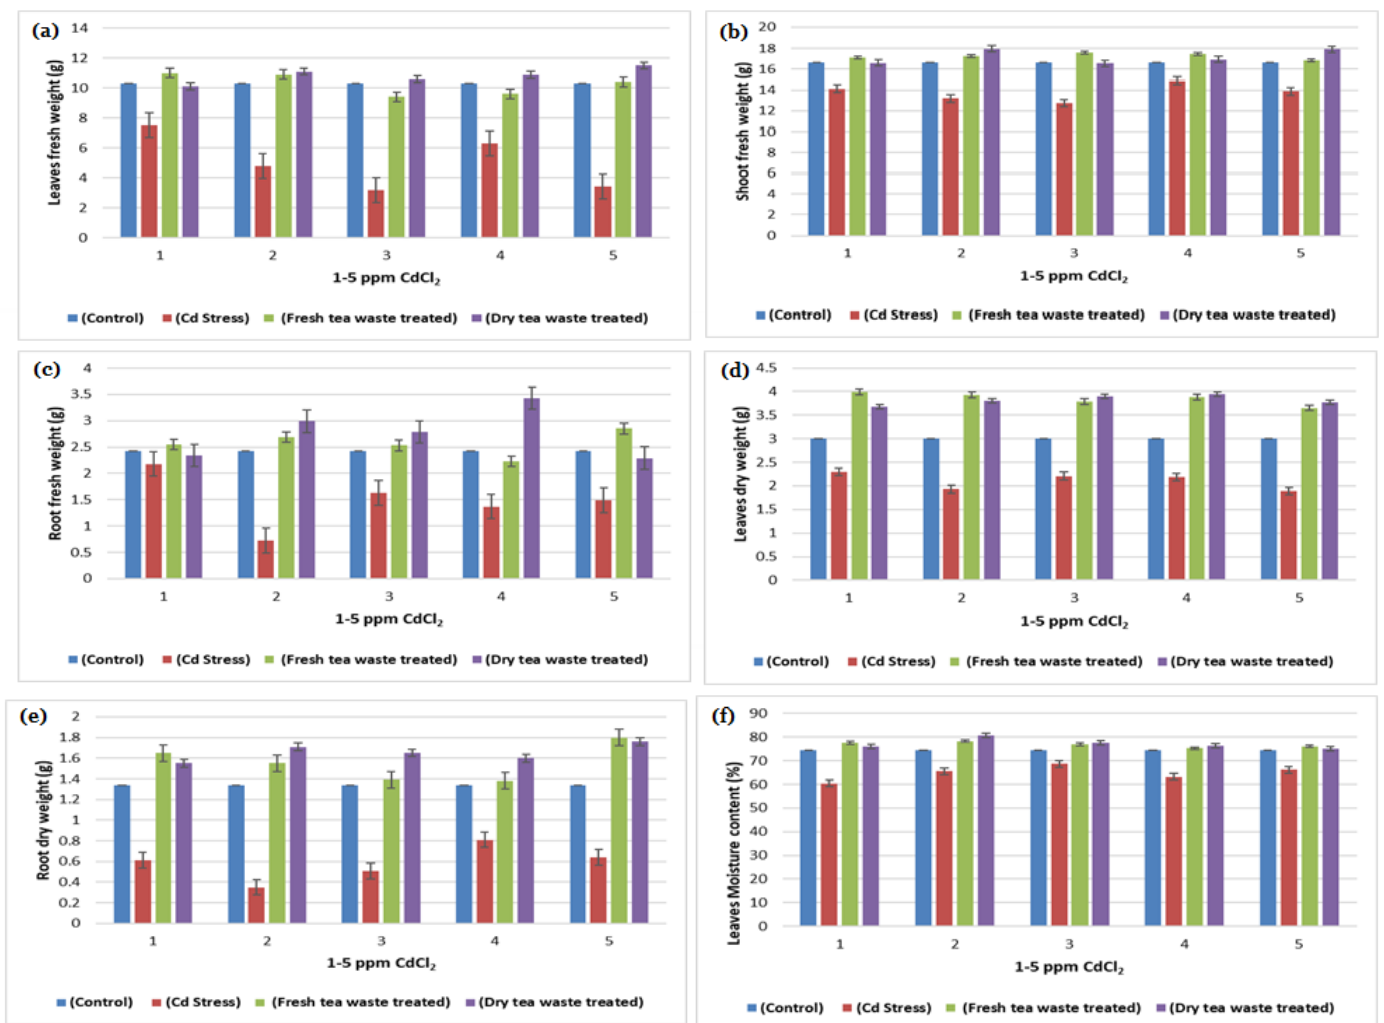 (a)
Leaves fresh weight (g)
14
12
10
8
6
4
2
0
1 2 3 4 5
1-5 ppm CdCl₂
(Control) (Cd Stress) (Fresh tea waste treated) (Dry tea waste treated)
(b)
Shoot fresh weight (g)
20
18
16
14
12
10
8
6
4
2
0
1 2 3 4 5
1-5 ppm CdCl₂
(Control) (Cd Stress) (Fresh tea waste treated) (Dry tea waste treated)
(c)
Root fresh weight (g)
4
3.5
3
2.5
2
1.5
1
0.5
0
1 2 3 4 5
1-5 ppm CdCl₂
(Control) (Cd Stress) (Fresh tea waste treated) (Dry tea waste treated)
(d)
Leaves dry weight (g)
4.5
4
3.5
3
2.5
2
1.5
1
0.5
0
1 2 3 4 5
1-5 ppm CdCl₂
(Control) (Cd Stress) (Fresh tea waste treated) (Dry tea waste treated)
(e)
Root dry weight (g)
2
1.8
1.6
1.4
1.2
1
0.8
0.6
0.4
0.2
0
1 2 3 4 5
1-5 ppm CdCl₂
(Control) (Cd Stress) (Fresh tea waste treated) (Dry tea waste treated)
(f)
Leaves Moisture content (%)
90
80
70
60
50
40
30
20
10
0
1 2 3 4 5
1-5 ppm CdCl₂
(Control) (Cd Stress) (Fresh tea waste treated) (Dry tea waste treated)